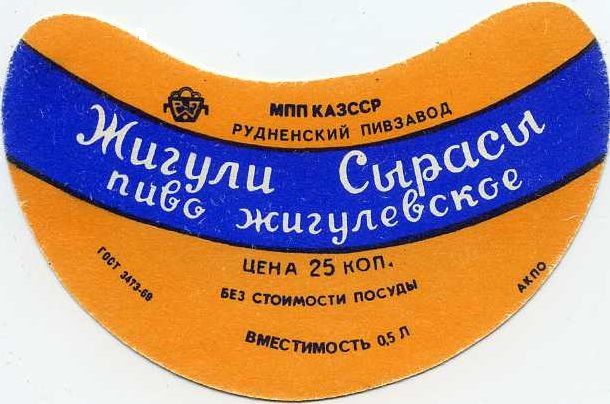 МПП КАЗССР
РУДНЕНСКИЙ ПИВЗАВОД
Жигули Сырасы
пиво жигулевское
ЦЕНА 25 КОП.
ГОСТ 3473-69
БЕЗ СТОИМОСТИ ПОСУДЫ
АКПО
ВМЕСТИМОСТЬ 0,5 Л